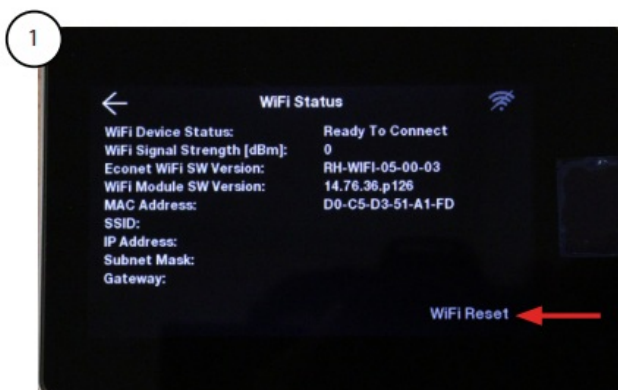 1
WiFi Status
WiFi Device Status: Ready To Connect
WiFi Signal Strength [dBm]: 0
Econet WiFi SW Version: RH-WIFI-05-00-03
WiFi Module SW Version: 14.76.36.p126
MAC Address: D0-C5-D3-51-A1-FD
SSID:
IP Address:
Subnet Mask:
Gateway:
WiFi Reset